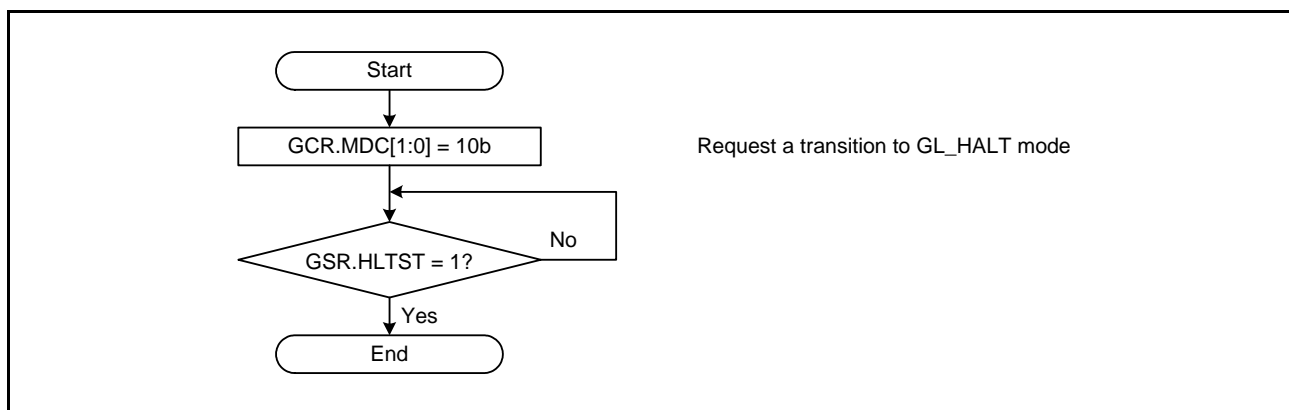 Start
GCR.MDC[1:0] = 10b
Request a transition to GL_HALT mode
No
GSR.HLTST = 1?
Yes
End